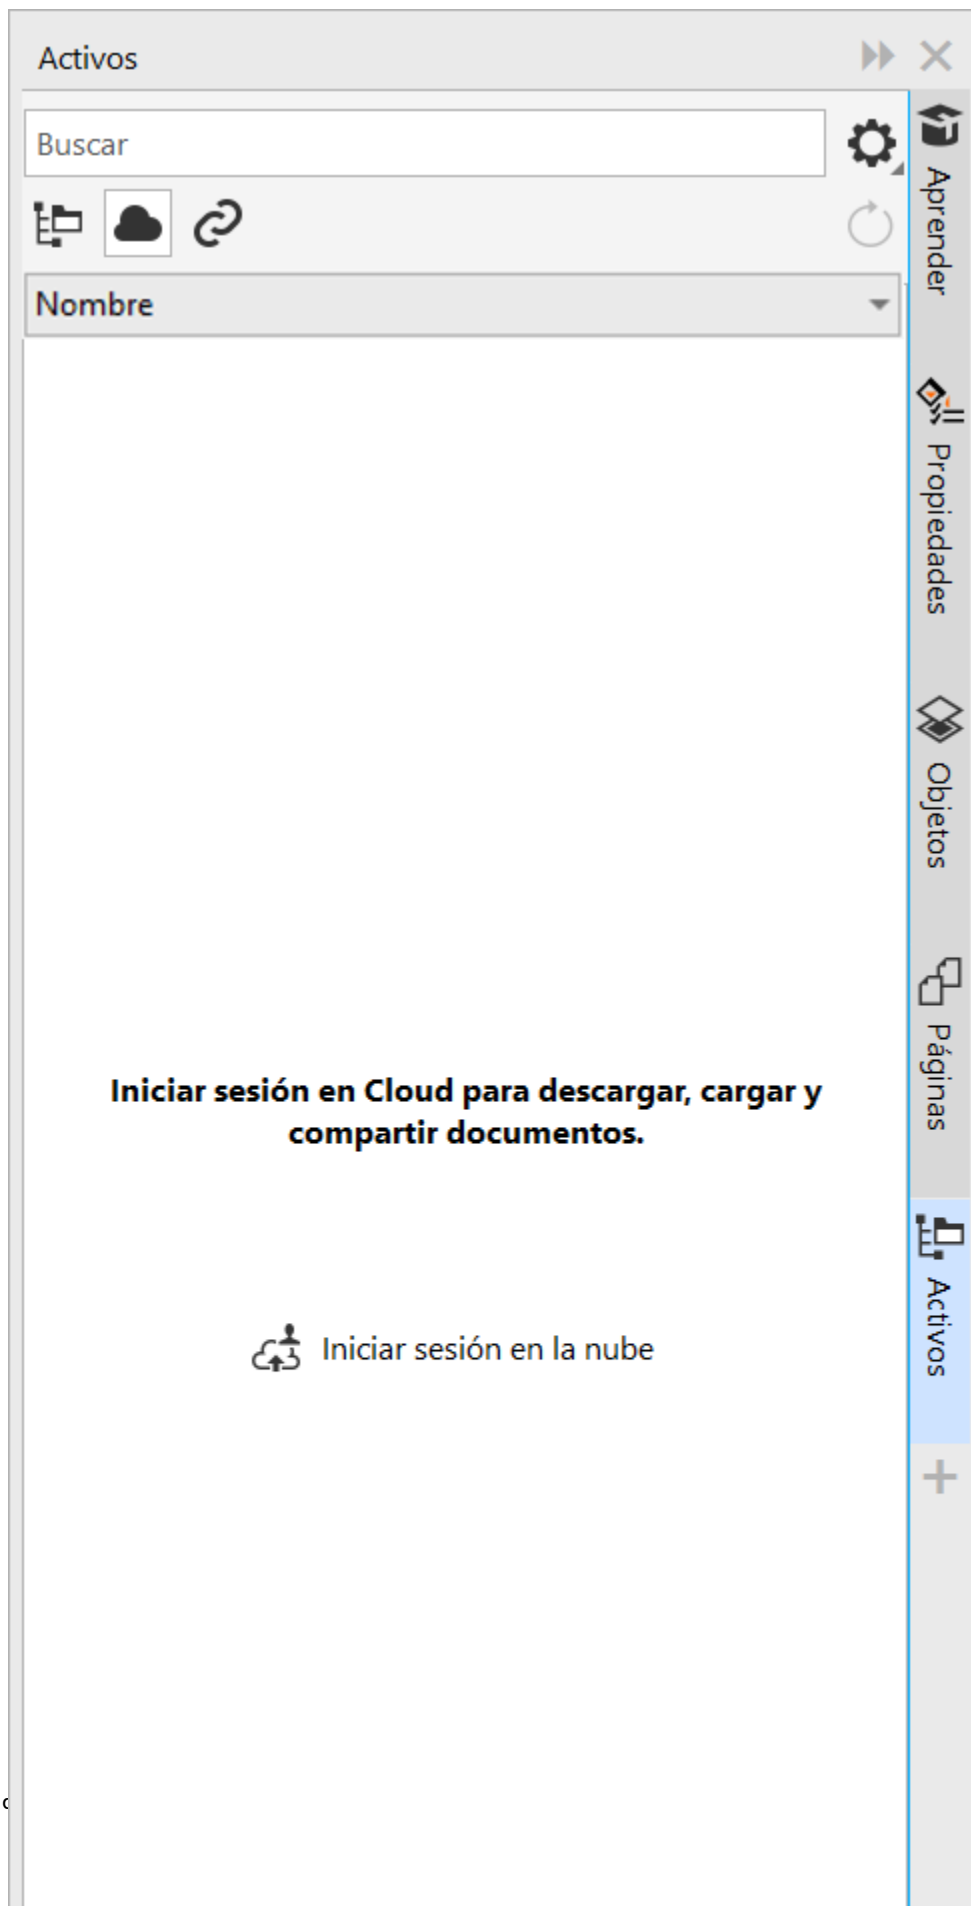 Activos
Buscar
Nombre
Iniciar sesión en Cloud para descargar, cargar y
compartir documentos.
Iniciar sesión en la nube
Aprender
Propiedades
Objetos
Páginas
Activos